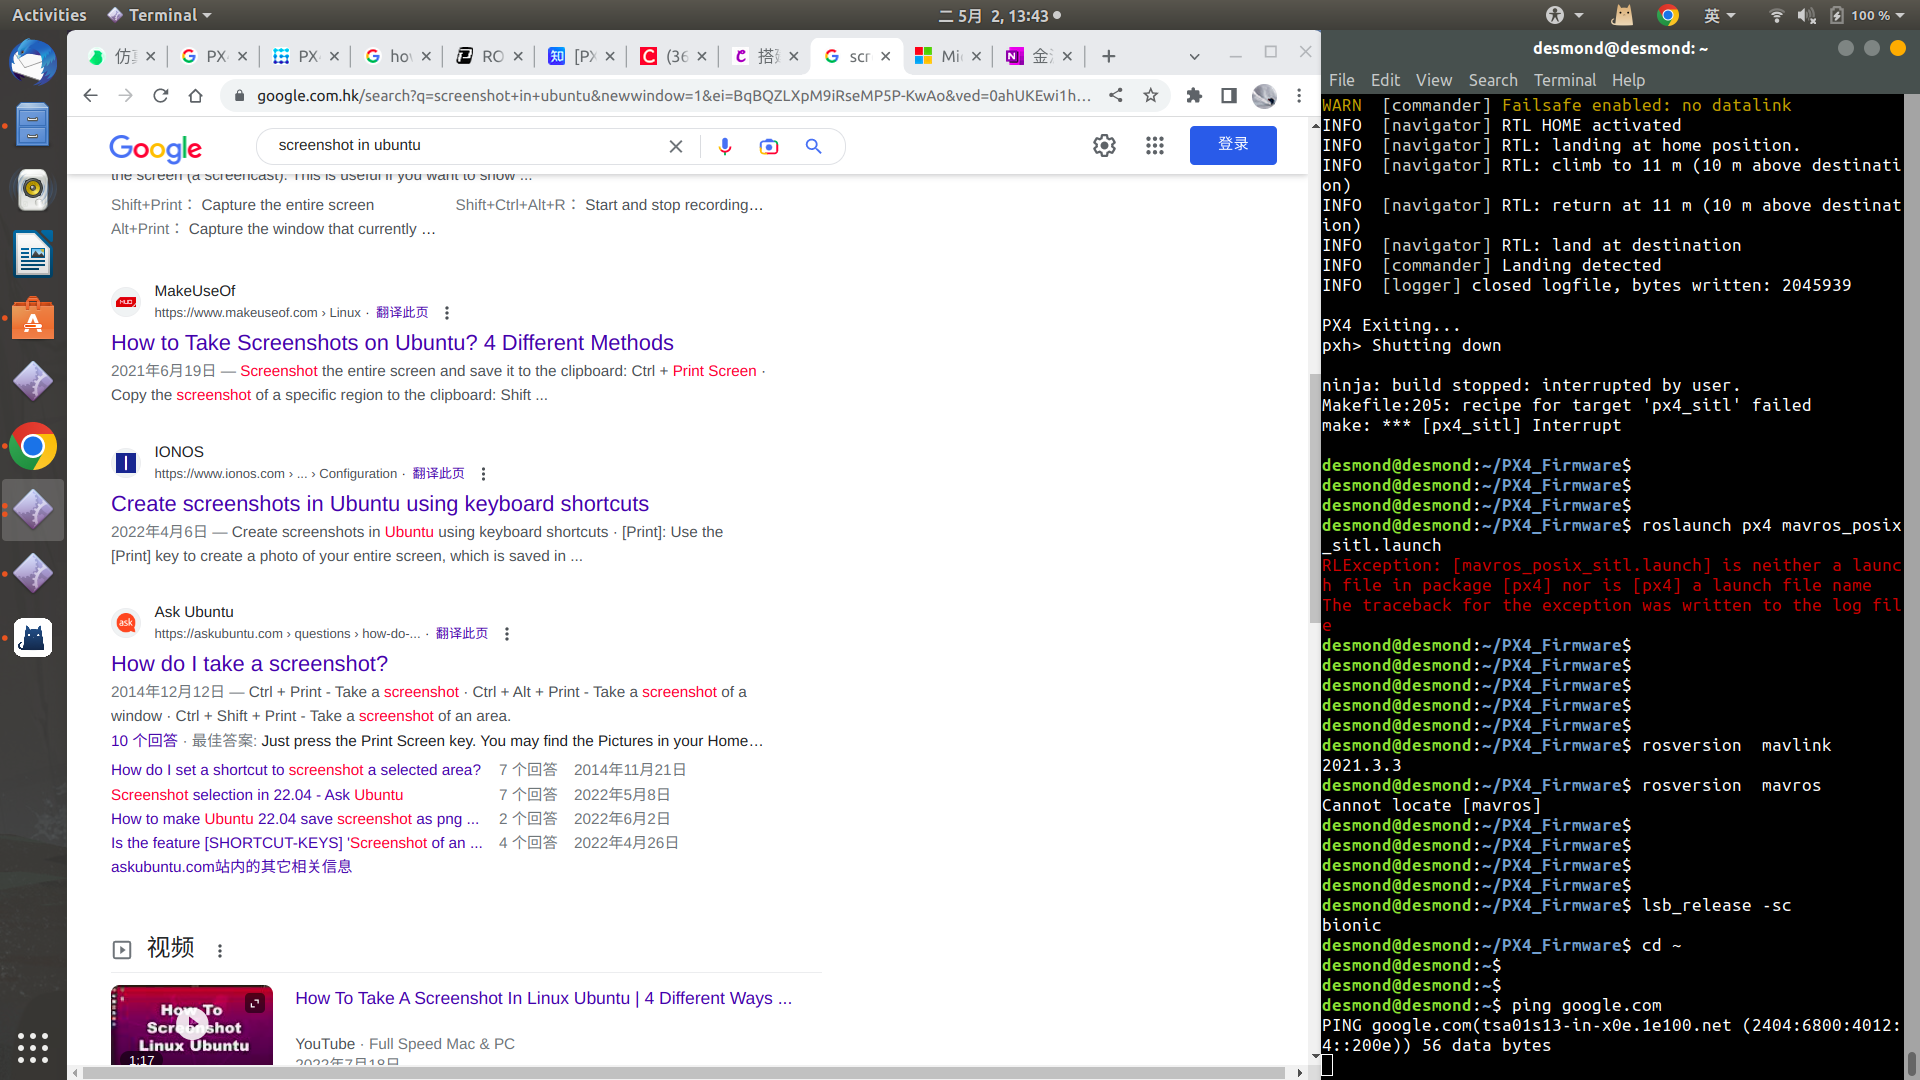 Activities
Terminal
二 5月 2, 13:43
英
100 %
仿
PX
PX
ho
RO
[PX
(36
搭
scr
Mi
金
google.com.hk/search?q=screenshot+in+ubuntu&newwindow=1&ei=BqBQZLXpM9iRseMP5P-KwAo&ved=0ahUKEwi1h…
Google
screenshot in ubuntu
登录
the screen (a screencast). This is useful if you want to show ...
Shift+Print： Capture the entire screen
Shift+Ctrl+Alt+R： Start and stop recording…
Alt+Print： Capture the window that currently …
MUO
MakeUseOf
https://www.makeuseof.com › Linux · 翻译此页
How to Take Screenshots on Ubuntu? 4 Different Methods
2021年6月19日 — Screenshot the entire screen and save it to the clipboard: Ctrl + Print Screen ·
Copy the screenshot of a specific region to the clipboard: Shift ...
IONOS
https://www.ionos.com › ... › Configuration · 翻译此页
Create screenshots in Ubuntu using keyboard shortcuts
2022年4月6日 — Create screenshots in Ubuntu using keyboard shortcuts · [Print]: Use the
[Print] key to create a photo of your entire screen, which is saved in ...
ask
Ask Ubuntu
https://askubuntu.com › questions › how-do-... · 翻译此页
How do I take a screenshot?
2014年12月12日 — Ctrl + Print - Take a screenshot · Ctrl + Alt + Print - Take a screenshot of a
window · Ctrl + Shift + Print - Take a screenshot of an area.
10 个回答 · 最佳答案: Just press the Print Screen key. You may find the Pictures in your Home…
How do I set a shortcut to screenshot a selected area? 7 个回答 2014年11月21日
Screenshot selection in 22.04 - Ask Ubuntu 7 个回答 2022年5月8日
How to make Ubuntu 22.04 save screenshot as png ... 2 个回答 2022年6月2日
Is the feature [SHORTCUT-KEYS] 'Screenshot of an ... 4 个回答 2022年4月26日
askubuntu.com站内的其它相关信息
视频
How To
Screenshot
Linux Ubuntu
1:17
How To Take A Screenshot In Linux Ubuntu | 4 Different Ways ...
YouTube · Full Speed Mac & PC
2022年7月18日
desmond@desmond: ~
File Edit View Search Terminal Help
WARN  [commander] Failsafe enabled: no datalink
INFO  [navigator] RTL HOME activated
INFO  [navigator] RTL: landing at home position.
INFO  [navigator] RTL: climb to 11 m (10 m above destinati
on)
INFO  [navigator] RTL: return at 11 m (10 m above destinat
ion)
INFO  [navigator] RTL: land at destination
INFO  [commander] Landing detected
INFO  [logger] closed logfile, bytes written: 2045939
PX4 Exiting...
pxh> Shutting down
ninja: build stopped: interrupted by user.
Makefile:205: recipe for target 'px4_sitl' failed
make: *** [px4_sitl] Interrupt
desmond@desmond:~/PX4_Firmware$
desmond@desmond:~/PX4_Firmware$
desmond@desmond:~/PX4_Firmware$
desmond@desmond:~/PX4_Firmware$ roslaunch px4 mavros_posix
_sitl.launch
RLException: [mavros_posix_sitl.launch] is neither a launc
h file in package [px4] nor is [px4] a launch file name
The traceback for the exception was written to the log fil
e
desmond@desmond:~/PX4_Firmware$
desmond@desmond:~/PX4_Firmware$
desmond@desmond:~/PX4_Firmware$
desmond@desmond:~/PX4_Firmware$
desmond@desmond:~/PX4_Firmware$
desmond@desmond:~/PX4_Firmware$ rosversion  mavlink
2021.3.3
desmond@desmond:~/PX4_Firmware$ rosversion  mavros
Cannot locate [mavros]
desmond@desmond:~/PX4_Firmware$
desmond@desmond:~/PX4_Firmware$
desmond@desmond:~/PX4_Firmware$
desmond@desmond:~/PX4_Firmware$
desmond@desmond:~/PX4_Firmware$ lsb_release -sc
bionic
desmond@desmond:~/PX4_Firmware$ cd ~
desmond@desmond:~$
desmond@desmond:~$
desmond@desmond:~$ ping google.com
PING google.com(tsa01s13-in-x0e.1e100.net (2404:6800:4012:
4::200e)) 56 data bytes